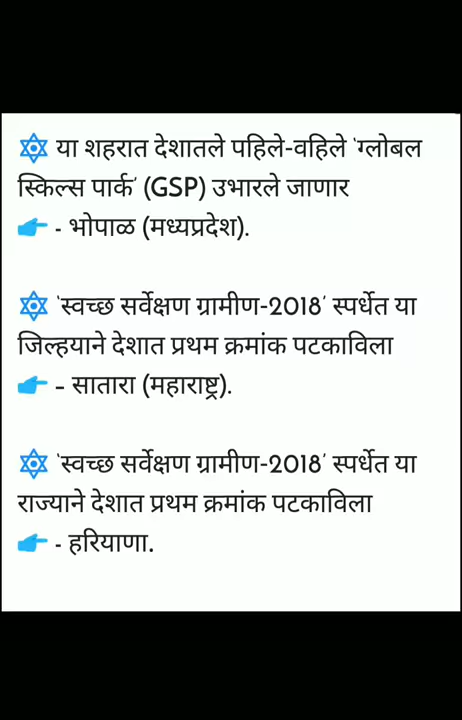 🔯 या शहरात देशातले पहिले-वहिले 'ग्लोबल
स्किल्स पार्क' (GSP) उभारले जाणार
👉 - भोपाळ (मध्यप्रदेश).
🔯 'स्वच्छ सर्वेक्षण ग्रामीण-2018' स्पर्धेत या
जिल्हयाने देशात प्रथम क्रमांक पटकाविला
👉 – सातारा (महाराष्ट्र).
🔯 'स्वच्छ सर्वेक्षण ग्रामीण-2018' स्पर्धेत या
राज्याने देशात प्रथम क्रमांक पटकाविला
👉 - हरियाणा.